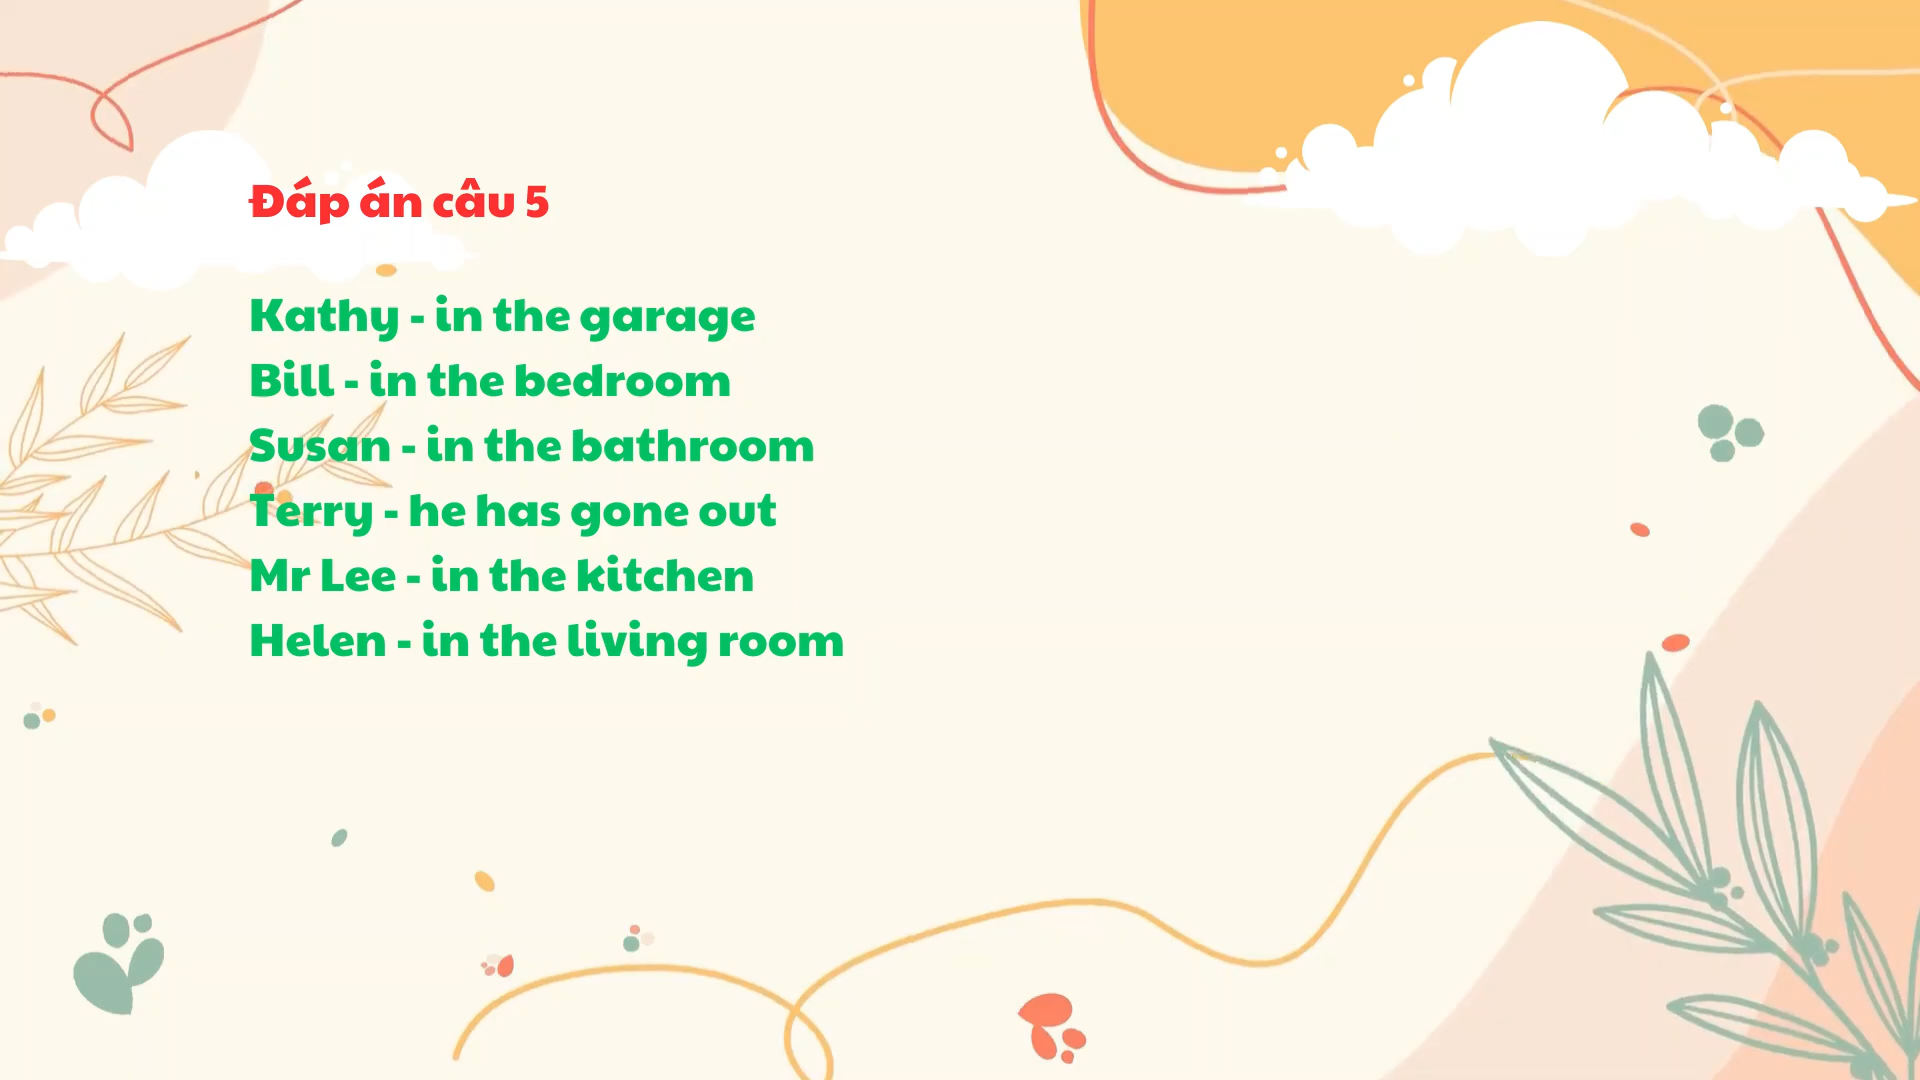 Đáp án câu 5
Kathy - in the garage
Bill - in the bedroom
Susan - in the bathroom
Terry - he has gone out
Mr Lee - in the kitchen
Helen - in the living room